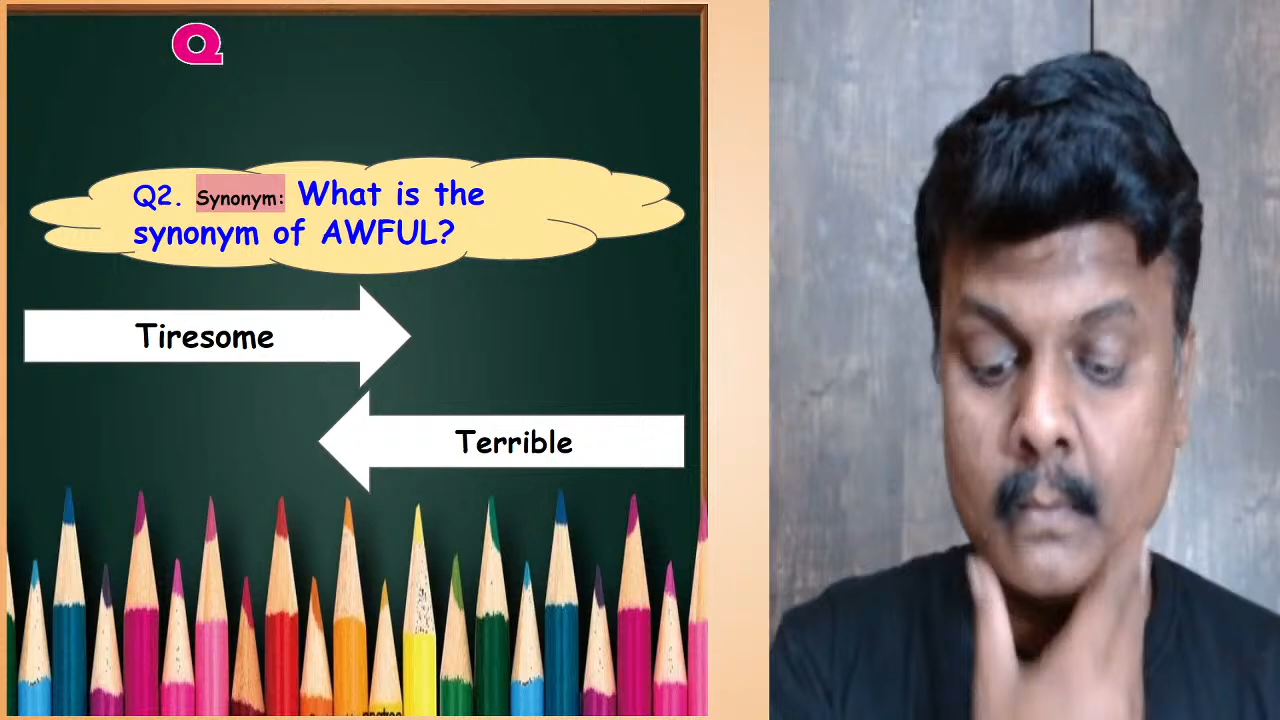 Q
Q2. Synonym: What is the
synonym of AWFUL?
Tiresome
Terrible